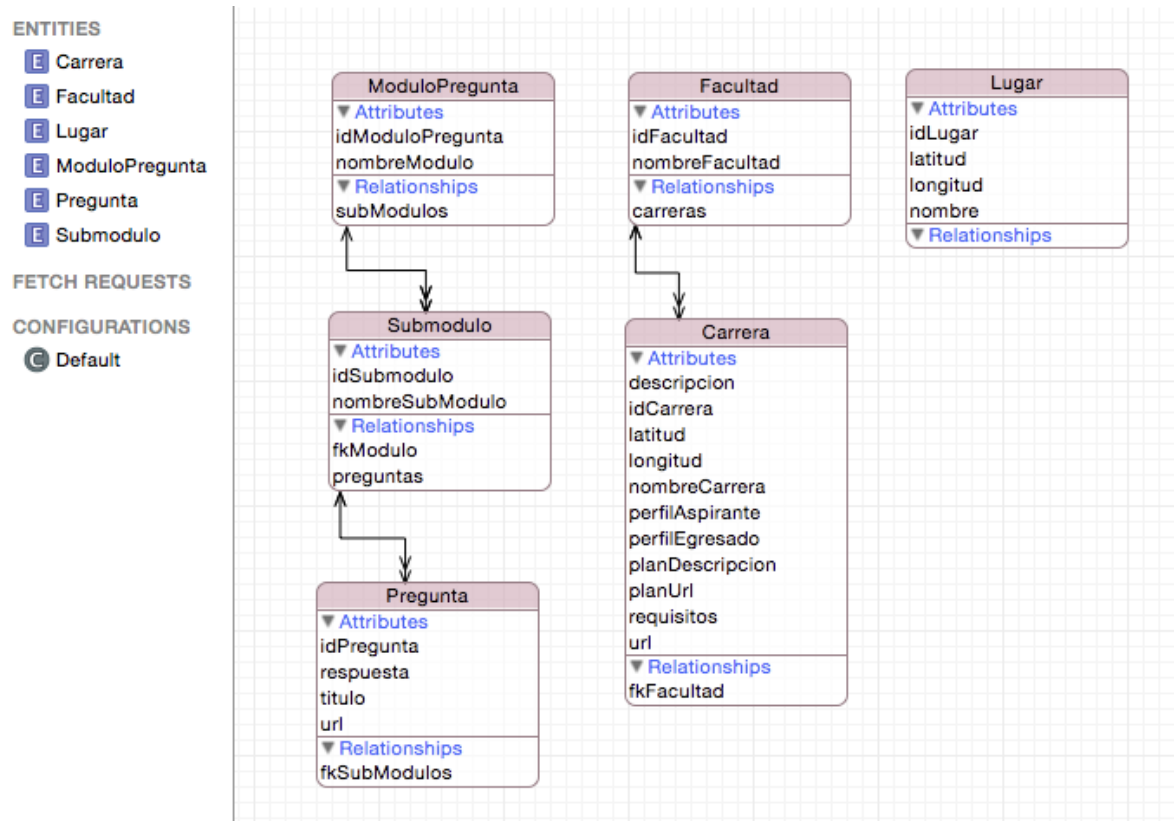 ENTITIES
E Carrera
E Facultad
E Lugar
E ModuloPregunta
E Pregunta
E Submodulo
FETCH REQUESTS
CONFIGURATIONS
C Default
ModuloPregunta
Attributes
idModuloPregunta
nombreModulo
Relationships
subModulos
Submodulo
Attributes
idSubmodulo
nombreSubModulo
Relationships
fkModulo
preguntas
Pregunta
Attributes
idPregunta
respuesta
titulo
url
Relationships
fkSubModulos
Facultad
Attributes
idFacultad
nombreFacultad
Relationships
carreras
Carrera
Attributes
descripcion
idCarrera
latitud
longitud
nombreCarrera
perfilAspirante
perfilEgresado
planDescripcion
planUrl
requisitos
url
Relationships
fkFacultad
Lugar
Attributes
idLugar
latitud
longitud
nombre
Relationships